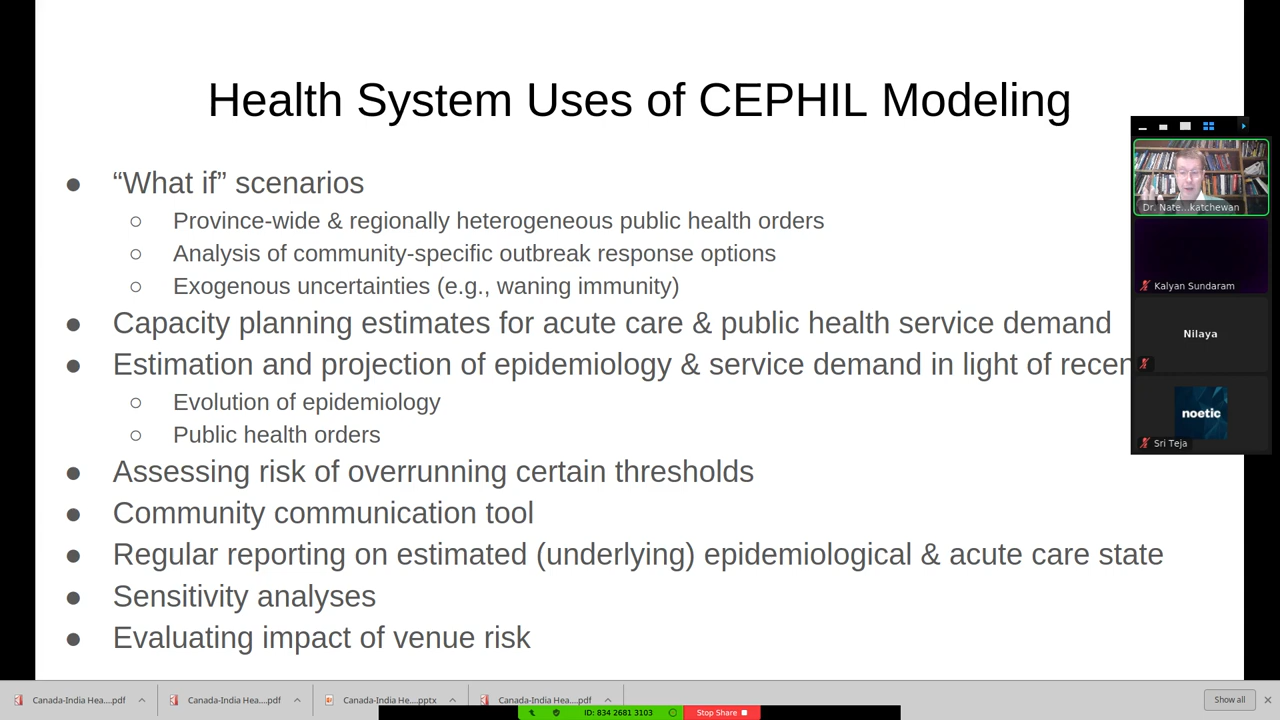 Health System Uses of CEPHIL Modeling
● “What if” scenarios
○ Province-wide & regionally heterogeneous public health orders
○ Analysis of community-specific outbreak response options
○ Exogenous uncertainties (e.g., waning immunity)
● Capacity planning estimates for acute care & public health service demand
● Estimation and projection of epidemiology & service demand in light of recen
○ Evolution of epidemiology
○ Public health orders
● Assessing risk of overrunning certain thresholds
● Community communication tool
● Regular reporting on estimated (underlying) epidemiological & acute care state
● Sensitivity analyses
● Evaluating impact of venue risk
Dr. Nate...katchewan
Kalyan Sundaram
Nilaya
noetic
Sri Teja
Canada-India Hea....pdf
Canada-India Hea....pdf
Canada-India He....pptx
Canada-India Hea....pdf
Show all
ID: 834 2681 3103
Stop Share